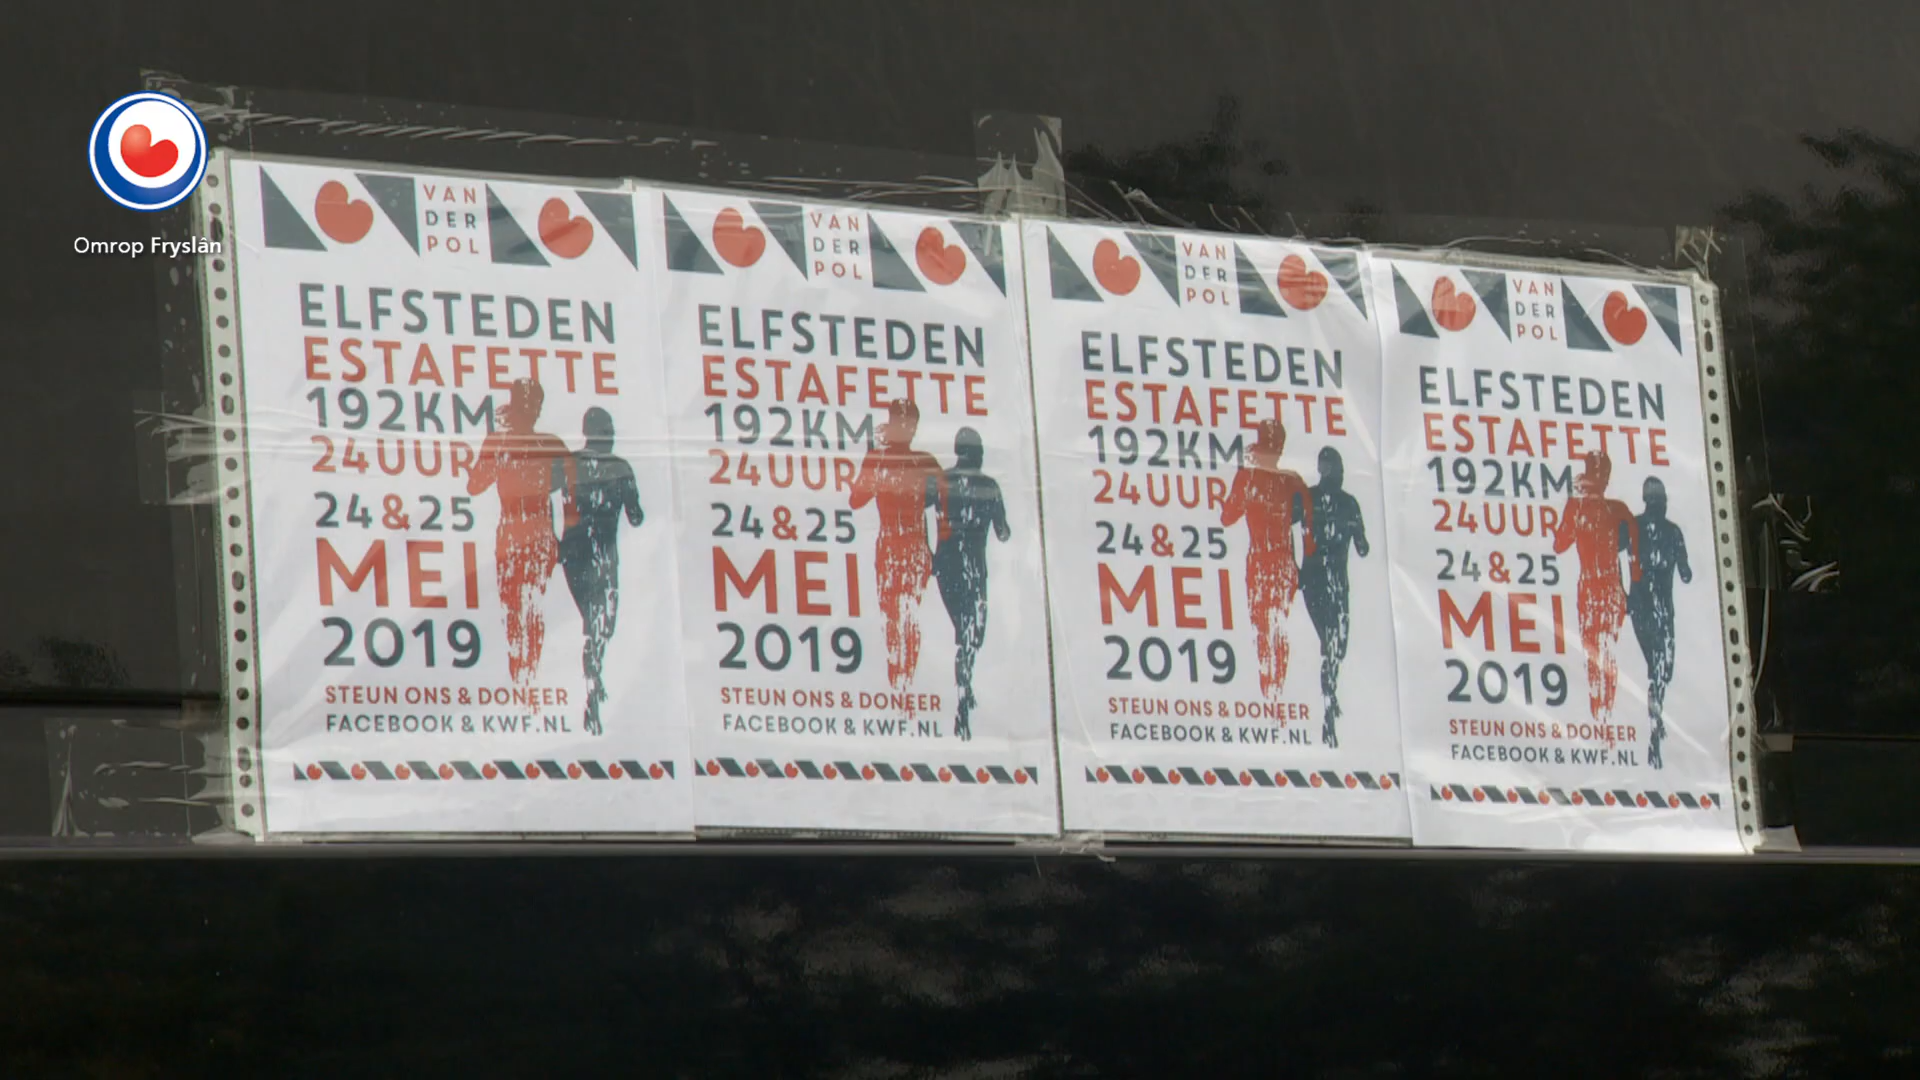 Omrop Fryslân
VAN
DER
POL
ELFSTEDEN
ESTAFETTE
192KM
24UUR
24&25
MEI
2019
STEUN ONS & DONEER
FACEBOOK & KWF.NL
VAN
DER
POL
ELFSTEDEN
ESTAFETTE
192KM
24UUR
24&25
MEI
2019
STEUN ONS & DONEER
FACEBOOK & KWF.NL
VAN
DER
POL
ELFSTEDEN
ESTAFETTE
192KM
24UUR
24&25
MEI
2019
STEUN ONS & DONEER
FACEBOOK & KWF.NL
VAN
DER
POL
ELFSTEDEN
ESTAFETTE
192KM
24UUR
24&25
MEI
2019
STEUN ONS & DONEER
FACEBOOK & KWF.NL